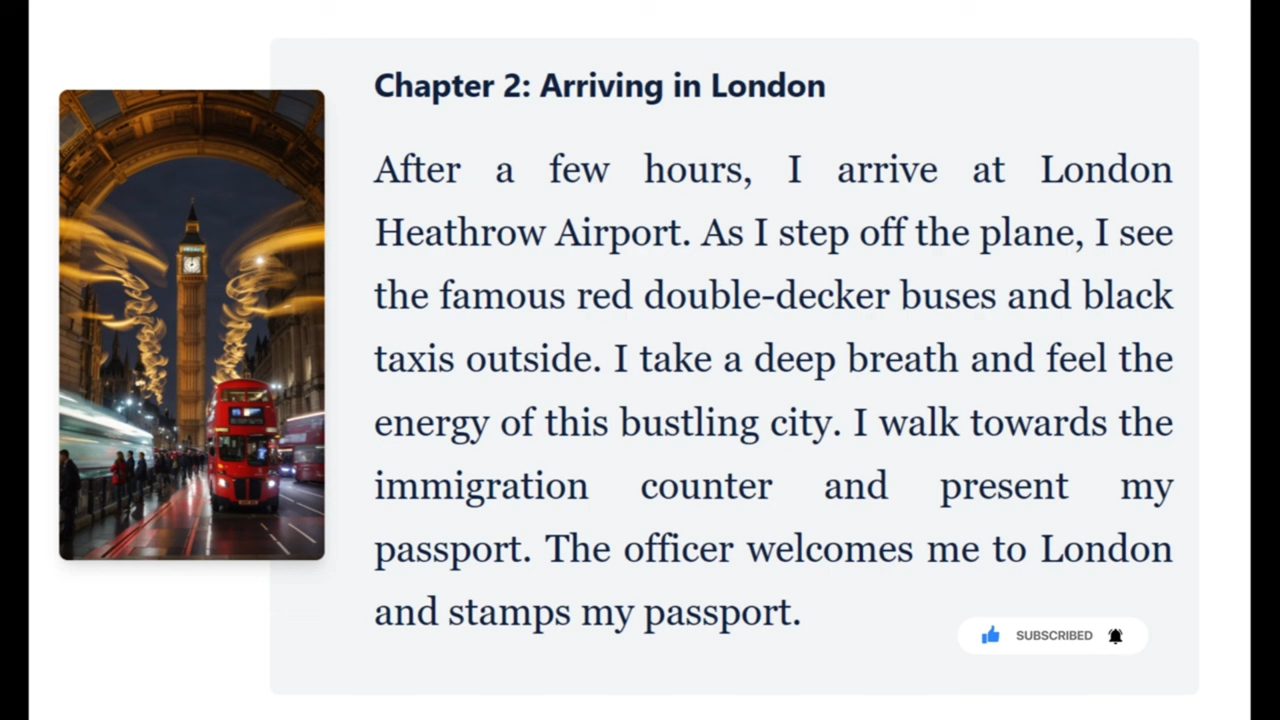 Chapter 2: Arriving in London
After a few hours, I arrive at London
Heathrow Airport. As I step off the plane, I see
the famous red double-decker buses and black
taxis outside. I take a deep breath and feel the
energy of this bustling city. I walk towards the
immigration counter and present my
passport. The officer welcomes me to London
and stamps my passport.
SUBSCRIBED